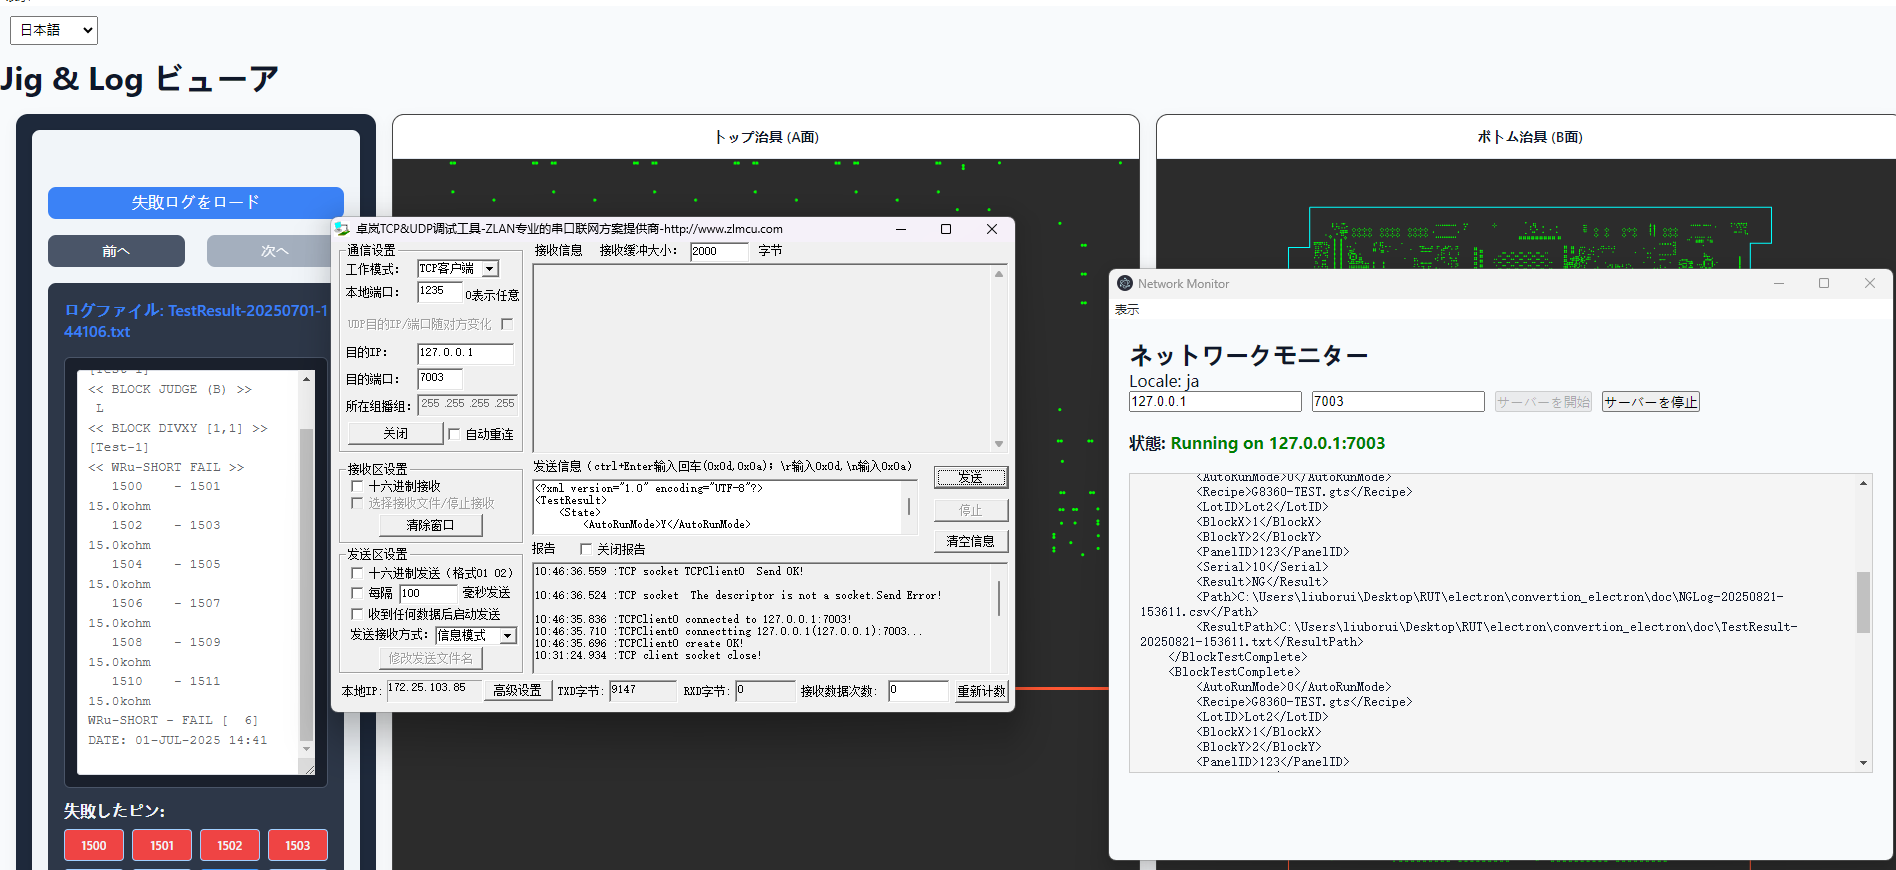 日本語
Jig & Log ビューア
失敗ログをロード
前へ
次へ
ログファイル: TestResult-20250701-1
44106.txt
[Test-1]
<< BLOCK JUDGE (B) >>
L
<< BLOCK DIVXY [1,1] >>
[Test-1]
<< WRu-SHORT FAIL >>
1500 - 1501
15.0kohm
1502 - 1503
15.0kohm
1504 - 1505
15.0kohm
1506 - 1507
15.0kohm
1508 - 1509
15.0kohm
1510 - 1511
15.0kohm
WRu-SHORT - FAIL [ 6]
DATE: 01-JUL-2025 14:41
失敗したピン:
1500
1501
1502
1503
トップ治具 (A面)
ボトム治具 (B面)
卓岚TCP&UDP调试工具-ZLAN专业的串口联网方案提供商-http://www.zlmcu.com
通信设置
工作模式: TCP客户端
本地端口: 1235 0表示任意
UDP目的IP/端口随对方变化
目的IP: 127.0.0.1
目的端口: 7003
所在组播组: 255 .255 .255 .255
关闭 自动重连
接收区设置
十六进制接收
选择接收文件/停止接收
清除窗口
发送区设置
十六进制发送（格式01 02）
每隔 100 毫秒发送
收到任何数据后启动发送
发送接收方式: 信息模式
修改发送文件名
接收信息 接收缓冲大小: 2000 字节
发送信息（ctrl+Enter输入回车(0x0d,0x0a); \r输入0x0d,\n输入0x0a）
<?xml version="1.0" encoding="UTF-8"?>
<TestResult>
<State>
<AutoRunMode>Y</AutoRunMode>
发送
停止
清空信息
报告 关闭报告
10:46:36.559 :TCP socket TCPClient0 Send OK!
10:46:36.524 :TCP socket The descriptor is not a socket.Send Error!
10:46:35.836 :TCPClient0 connected to 127.0.0.1:7003!
10:46:35.710 :TCPClient0 connectting 127.0.0.1(127.0.0.1):7003...
10:46:35.696 :TCPClient0 create OK!
10:31:24.934 :TCP client socket close!
本地IP: 172.25.103.85 高级设置 TXD字节: 9147 RXD字节: 0 接收数据次数: 0 重新计数
Network Monitor
表示
ネットワークモニター
Locale: ja
127.0.0.1 7003 サーバーを開始 サーバーを停止
状態: Running on 127.0.0.1:7003
<AutoRunMode>0</AutoRunMode>
<Recipe>G8360-TEST.gts</Recipe>
<LotID>Lot2</LotID>
<BlockX>1</BlockX>
<BlockY>2</BlockY>
<PanelID>123</PanelID>
<Serial>10</Serial>
<Result>NG</Result>
<Path>C:\Users\liuborui\Desktop\RUT\electron\convertion_electron\doc\NGLog-20250821-
153611.csv</Path>
<ResultPath>C:\Users\liuborui\Desktop\RUT\electron\convertion_electron\doc\TestResult-
20250821-153611.txt</ResultPath>
</BlockTestComplete>
<BlockTestComplete>
<AutoRunMode>0</AutoRunMode>
<Recipe>G8360-TEST.gts</Recipe>
<LotID>Lot2</LotID>
<BlockX>1</BlockX>
<BlockY>2</BlockY>
<PanelID>123</PanelID>